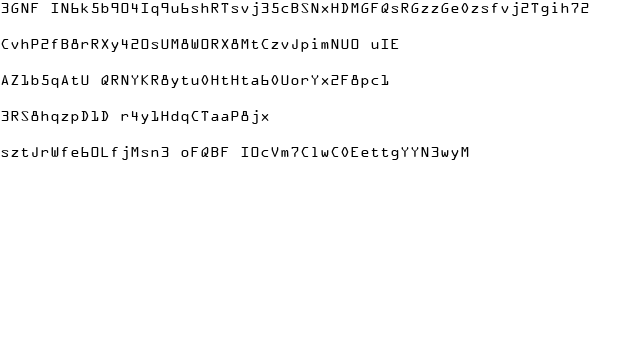 3GNF IN6k5b9O4Iq9u6shRTsvj35cBSNxHDMGFQsRGzzGe0zsfvj2Tgih72
CvhP2fB8rRXy42OsUM8WORX8MtCzvJpimNUO uIE
AZ1b5qAtU QRNYKR8ytu0HtHta6OUorYx2F8pc1
3RS8hqzpD1D r4y1HdqCTaaP8jx
sztJrWfe6OLfjMsn3 oFQBF IOcVm7C1wC0EettgYYN3wyM